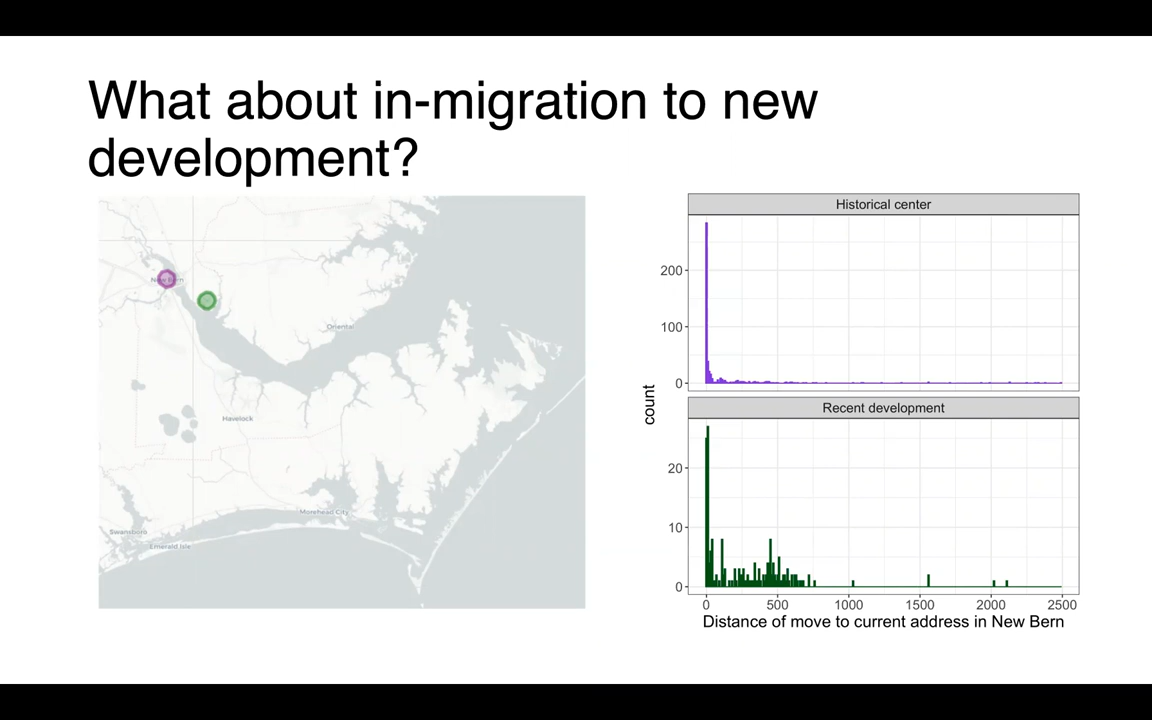 What about in-migration to new
development?
New Bern
Oriental
Havelock
Morehead City
Swansboro
Emerald Isle
Historical center
200
100
0
count
Recent development
20
10
0
0 500 1000 1500 2000 2500
Distance of move to current address in New Bern